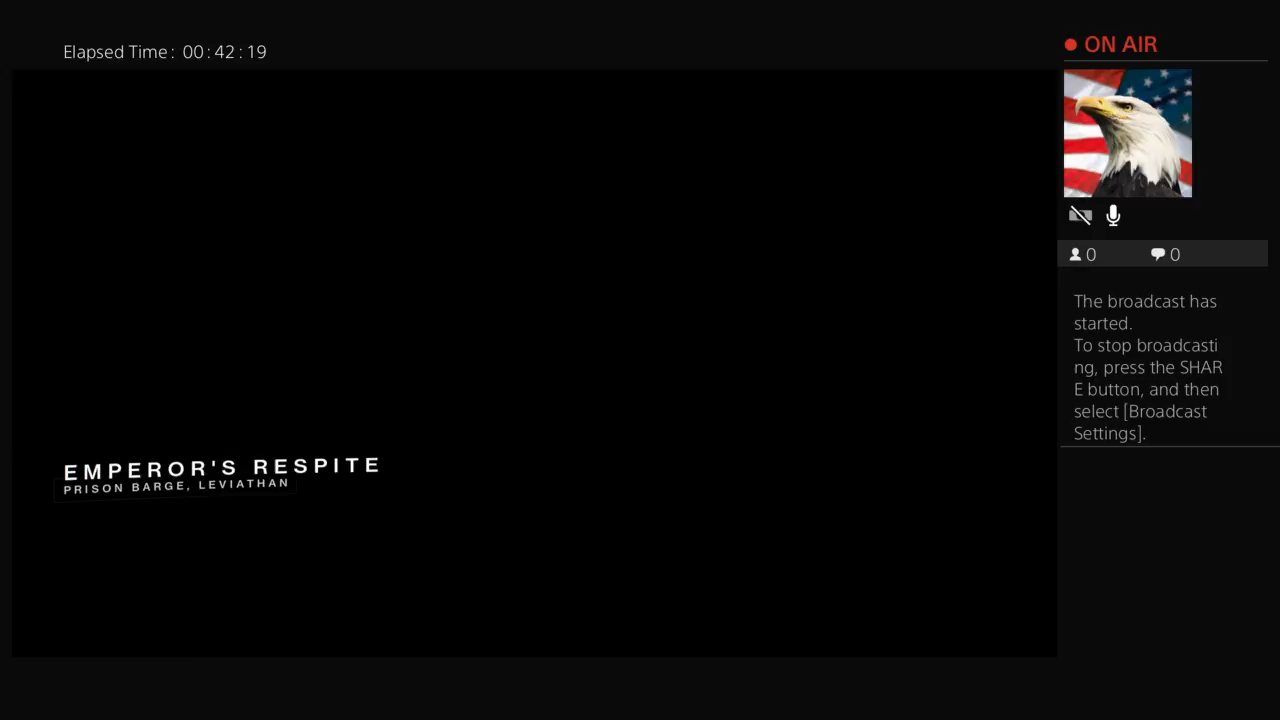 Elapsed Time: 00:42:19
ON AIR
0
0
The broadcast has
started.
To stop broadcasti
ng, press the SHAR
E button, and then
select [Broadcast
Settings].
EMPEROR'S RESPITE
PRISON BARGE, LEVIATHAN